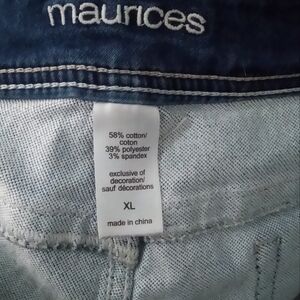 maurices
58% cotton/
coton
39% polyester
3% spandex
exclusive of
decoration/
sauf décorations
XL
made in china